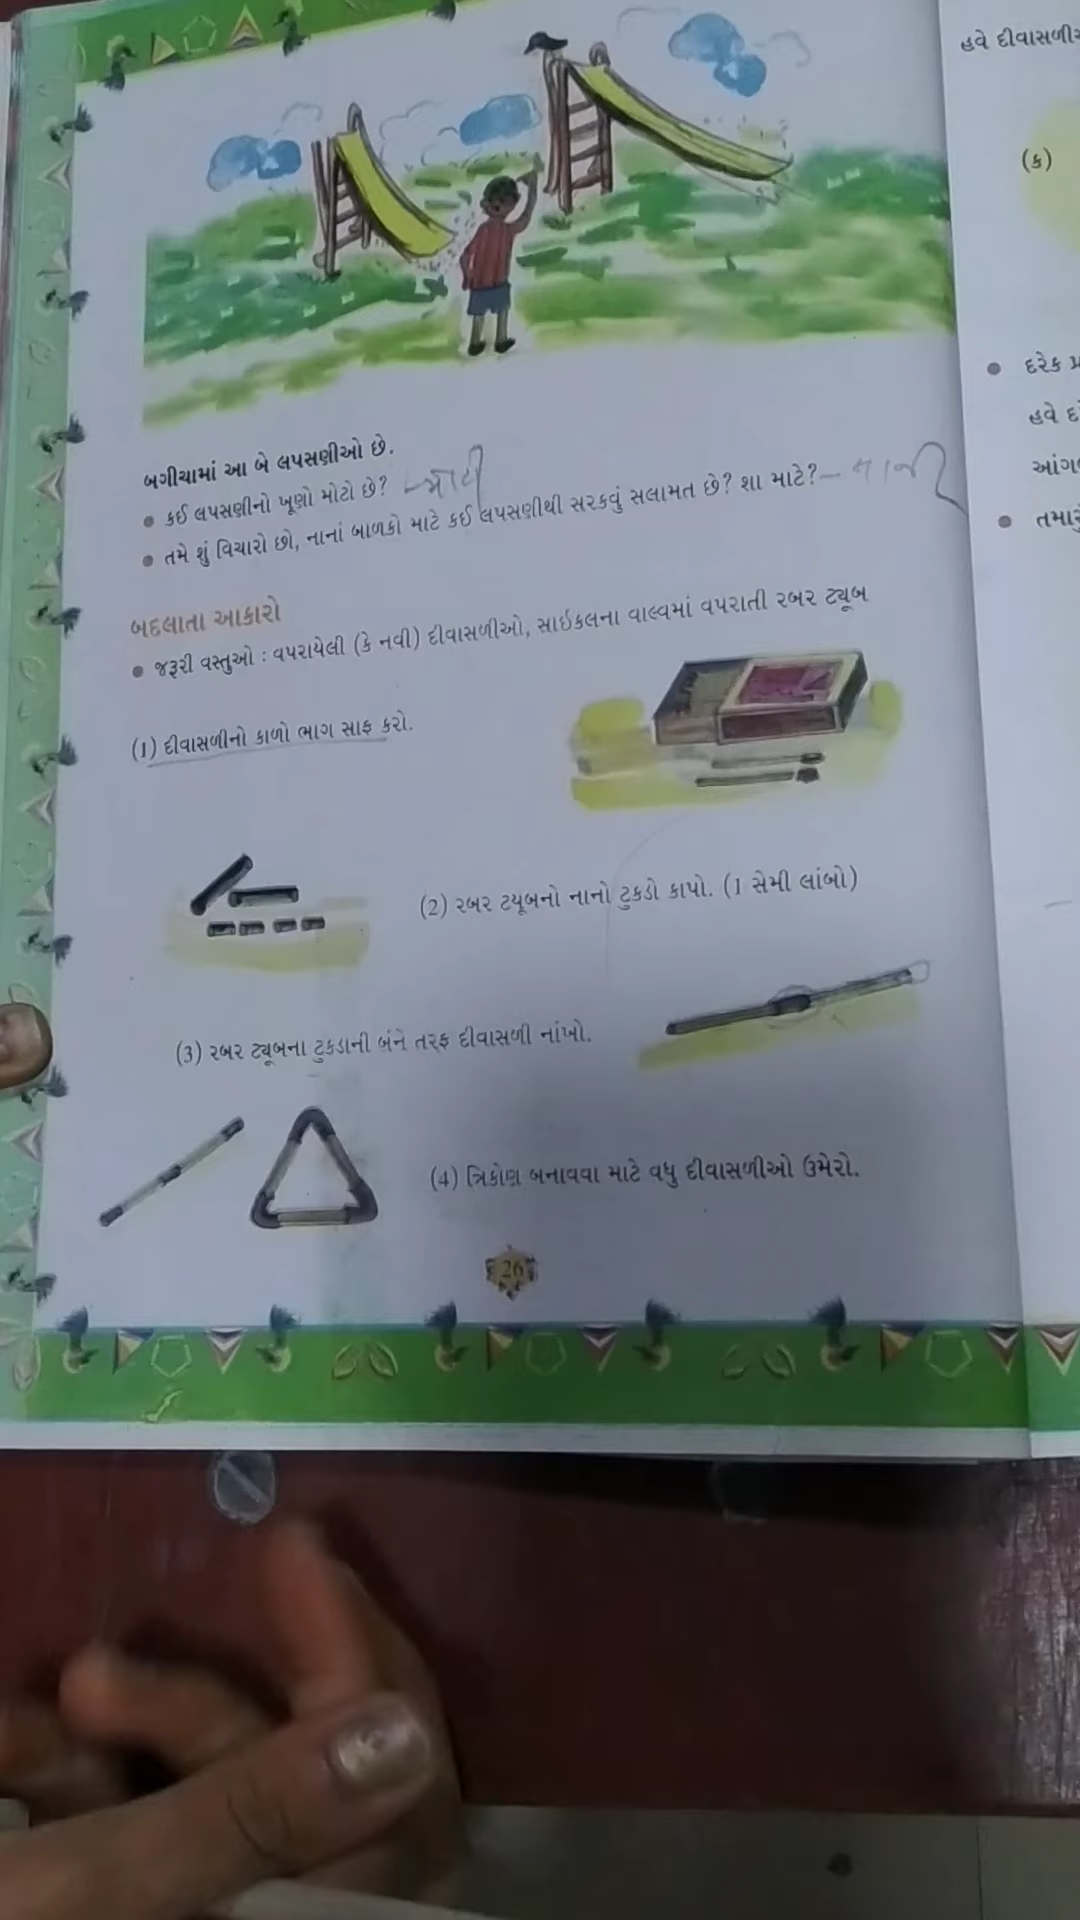 બગીચામાં આ બે લપસણીઓ છે.
કઈ લપસણીનો ખૂણો મોટો છે? – મોટી
તમે શું વિચારો છો, નાનાં બાળકો માટે કઈ લપસણીથી સરકવું સલામત છે? શા માટે? – નાની
બદલાતા આકારો
જરૂરી વસ્તુઓ : વપરાયેલી (કે નવી) દીવાસળીઓ, સાઇકલના વાલ્વમાં વપરાતી રબર ટ્યૂબ
(1) દીવાસળીનો કાળો ભાગ સાફ કરો.
(2) રબર ટયૂબનો નાનો ટુકડો કાપો. (1 સેમી લાંબો)
(3) રબર ટ્યૂબના ટુકડાની બંને તરફ દીવાસળી નાંખો.
(4) ત્રિકોણ બનાવવા માટે વધુ દીવાસળીઓ ઉમેરો.
26
હવે
(ક)
દરેક
હવે